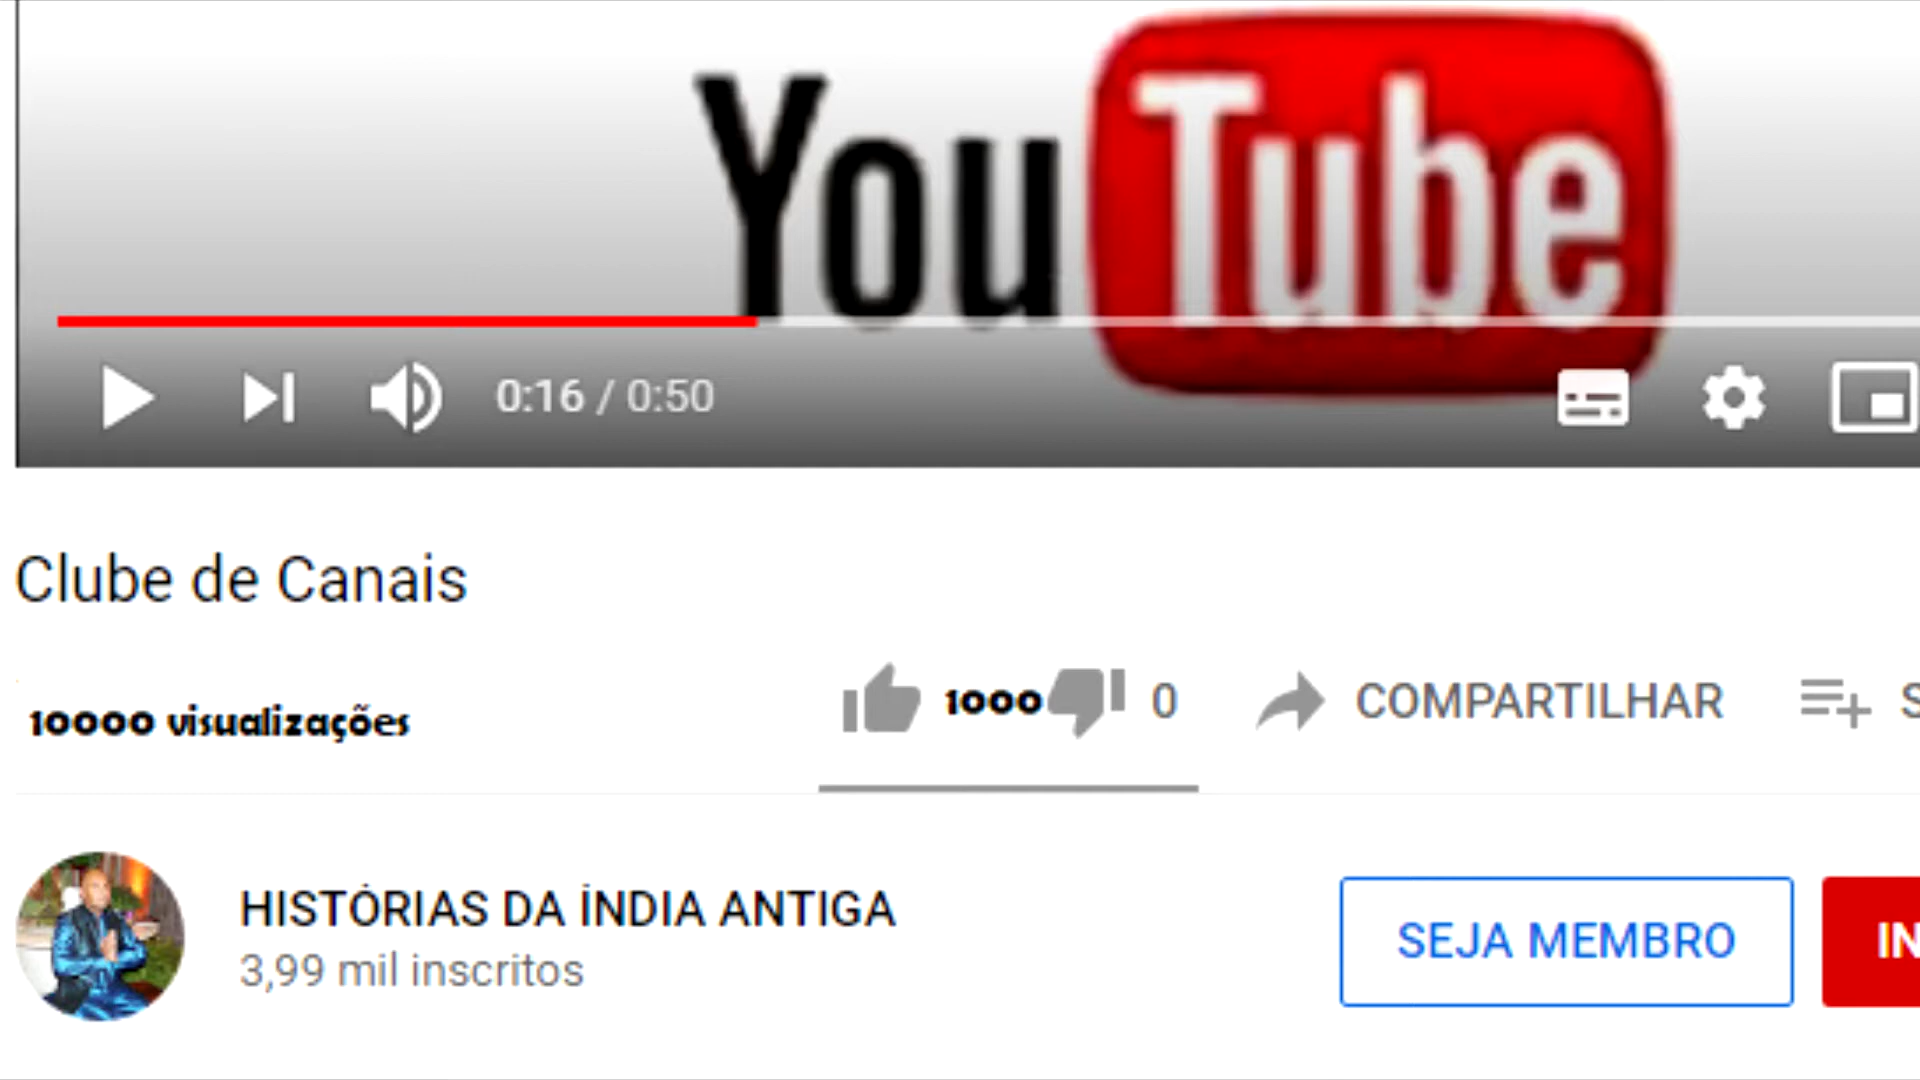 YouTube
0:16 / 0:50
Clube de Canais
10000 visualizações
1000 0 COMPARTILHAR S
HISTÓRIAS DA ÍNDIA ANTIGA
3,99 mil inscritos
SEJA MEMBRO IN